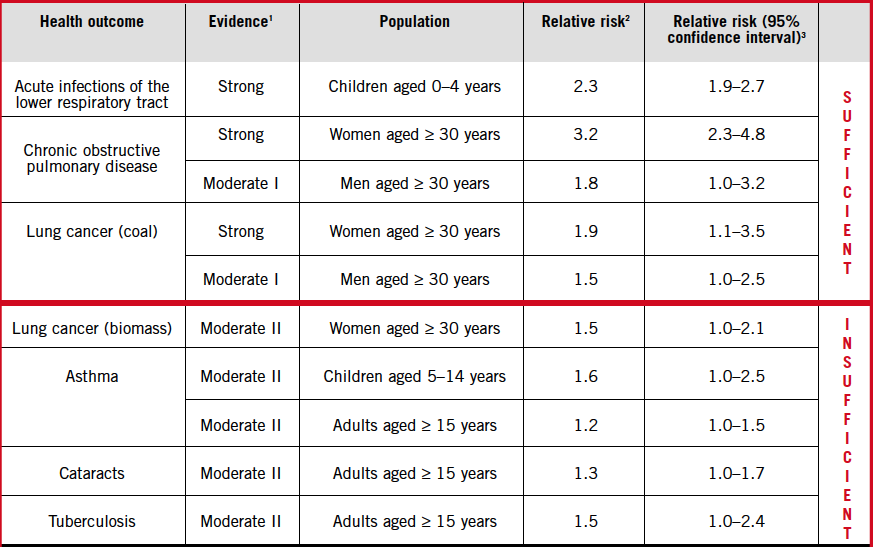 Health outcome Evidence¹ Population Relative risk² Relative risk (95%
confidence interval)³
Acute infections of the
lower respiratory tract Strong Children aged 0–4 years 2.3 1.9–2.7
Chronic obstructive
pulmonary disease
Strong Women aged ≥ 30 years 3.2 2.3–4.8
Moderate I Men aged ≥ 30 years 1.8 1.0–3.2
Lung cancer (coal) Strong Women aged ≥ 30 years 1.9 1.1–3.5
Moderate I Men aged ≥ 30 years 1.5 1.0–2.5
SUFFICIENT
Lung cancer (biomass) Moderate II Women aged ≥ 30 years 1.5 1.0–2.1
Asthma Moderate II Children aged 5–14 years 1.6 1.0–2.5
Moderate II Adults aged ≥ 15 years 1.2 1.0–1.5
Cataracts Moderate II Adults aged ≥ 15 years 1.3 1.0–1.7
Tuberculosis Moderate II Adults aged ≥ 15 years 1.5 1.0–2.4
INSUFFICIENT